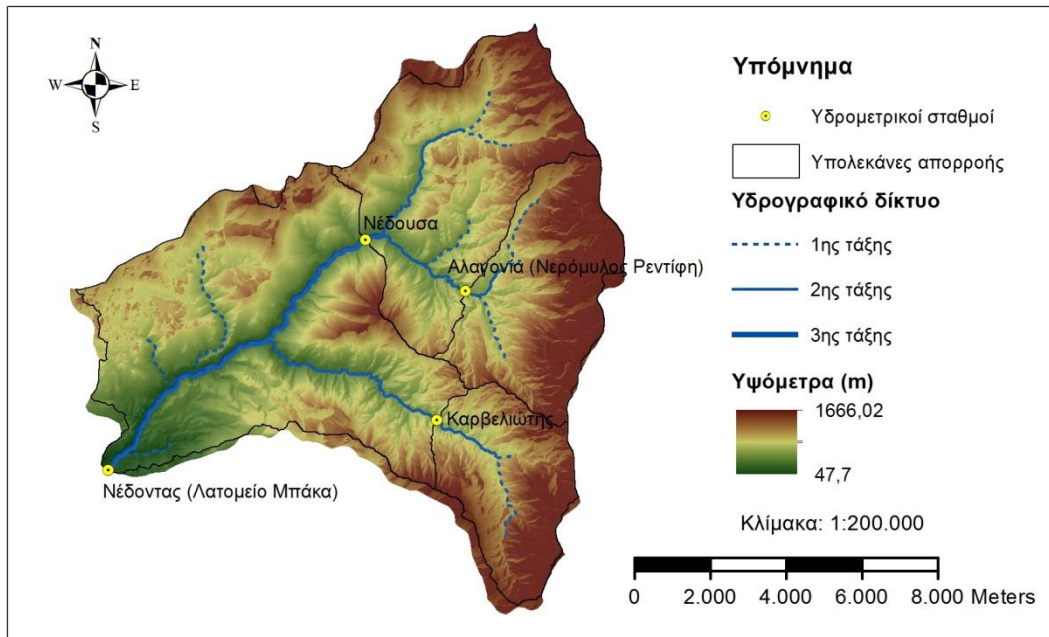 N
W E
S
Υπόμνημα
Υδρομετρικοί σταθμοί
Υπολεκάνες απορροής
Υδρογραφικό δίκτυο
1ης τάξης
2ης τάξης
3ης τάξης
Υψόμετρα (m)
1666,02
47,7
Κλίμακα: 1:200.000
0 2.000 4.000 6.000 8.000 Meters
Νέδουσα
Αλαγονιά (Νερόμυλος Ρεντίφη)
Καρβελιώτης
Νέδοντας (Λατομείο Μπάκα)